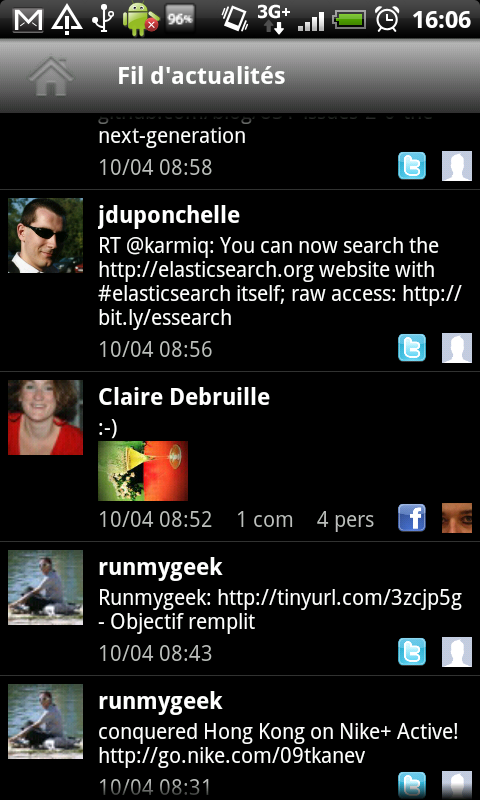 96%
3G+
16:06
Fil d'actualités
next-generation
10/04 08:58
jduponchelle
RT @karmiq: You can now search the
http://elasticsearch.org website with
#elasticsearch itself; raw access: http://
bit.ly/essearch
10/04 08:56
Claire Debruille
:-)
10/04 08:52 1 com 4 pers
runmygeek
Runmygeek: http://tinyurl.com/3zcjp5g
- Objectif remplit
10/04 08:43
runmygeek
conquered Hong Kong on Nike+ Active!
http://go.nike.com/09tkanev
10/04 08:31